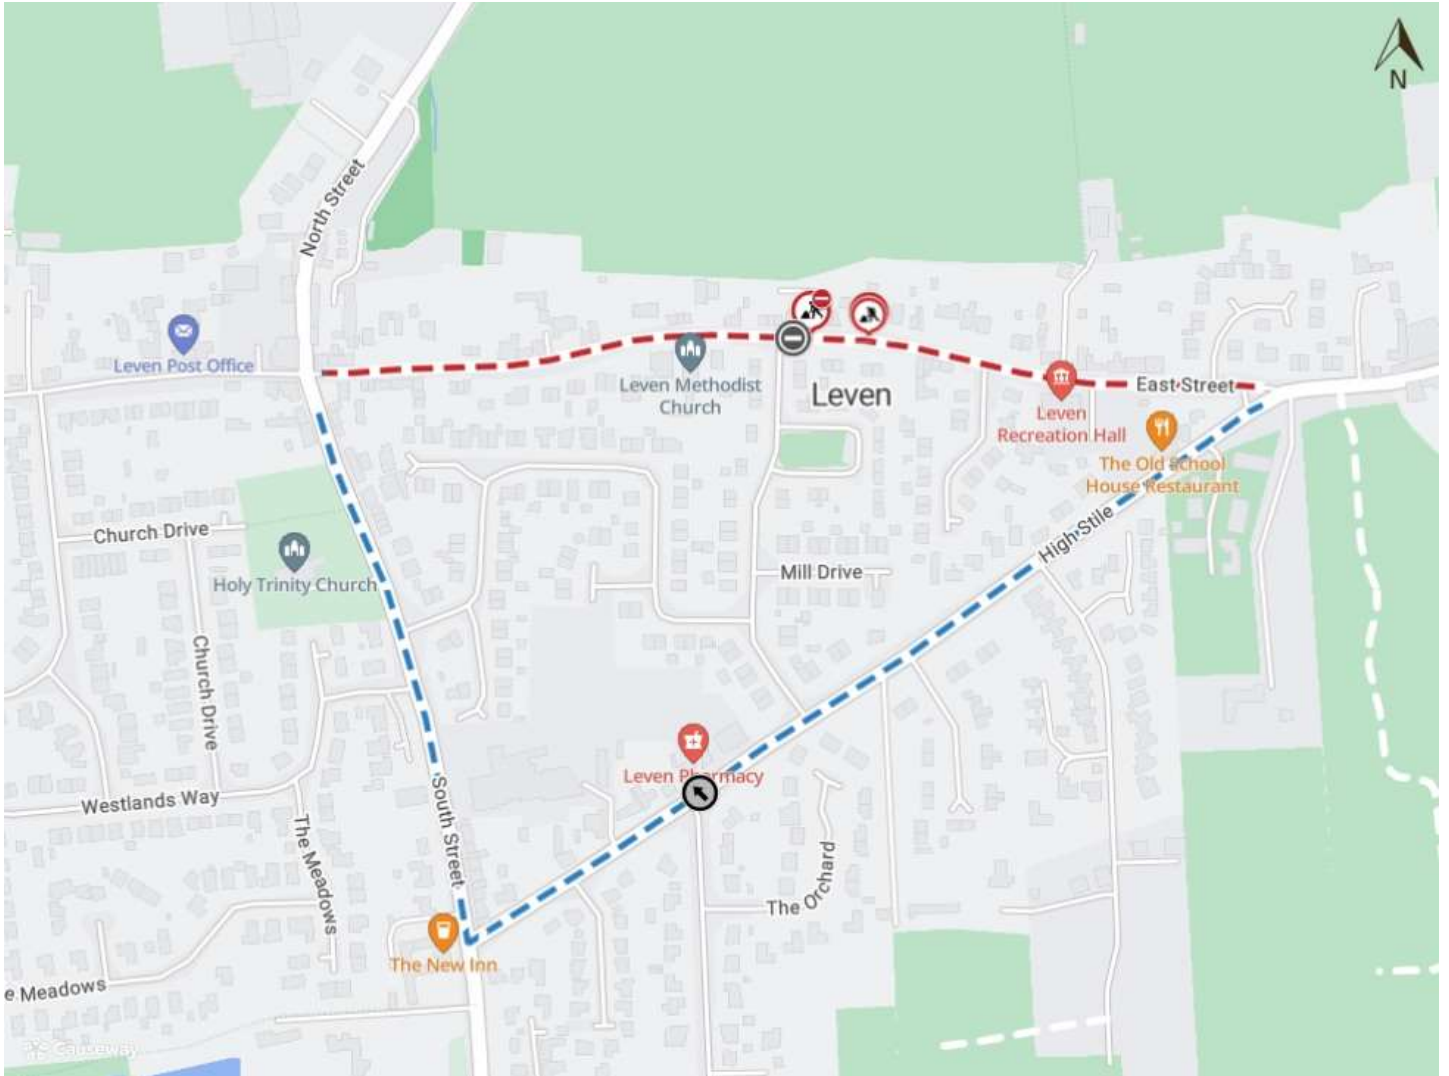 N
North Street
Leven Post Office
Leven Methodist
Church
Leven
East Street
Leven
Recreation Hall
The Old School
House Restaurant
Church Drive
High Stile
Holy Trinity Church
Mill Drive
Church Drive
Leven Pharmacy
Westlands Way
South Street
The Meadows
The Orchard
The New Inn
e Meadows
Causeway